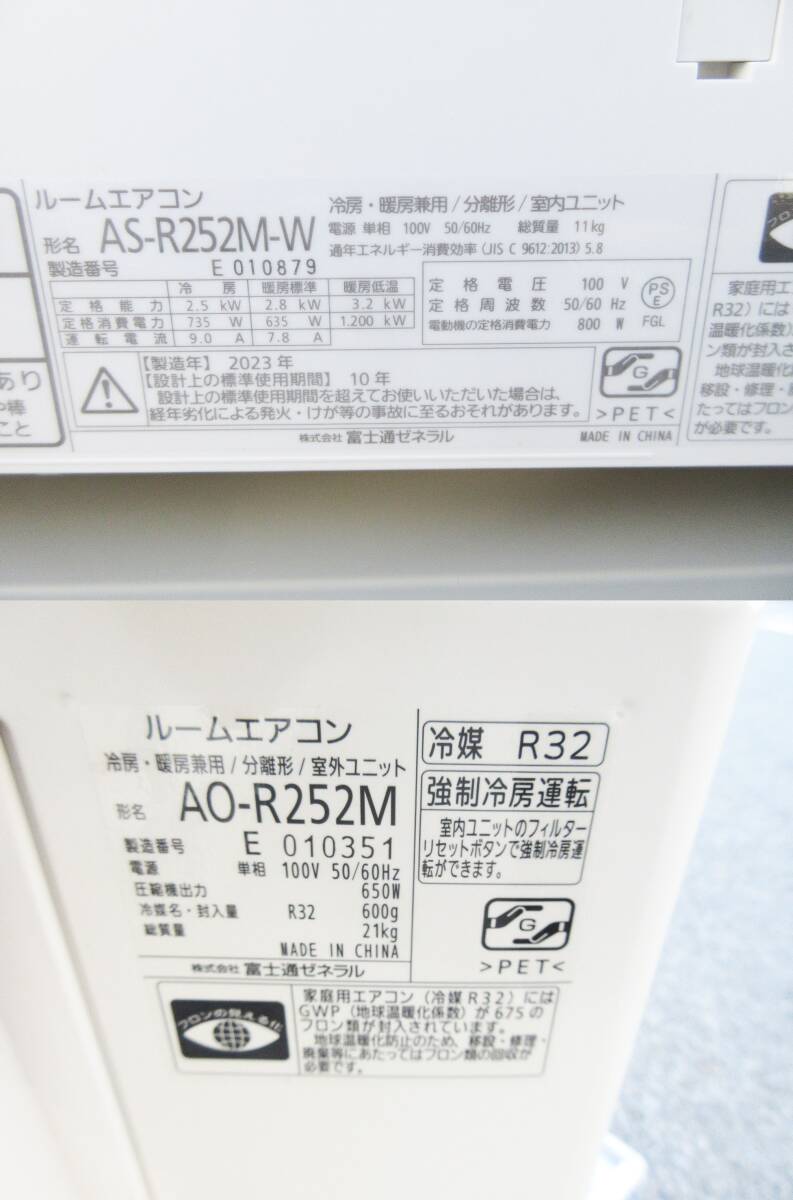 ルームエアコン
冷房・暖房兼用/分離形/室内ユニット
形名 AS-R252M-W
電源 単相 100V 50/60Hz 総質量 11kg
通年エネルギー消費効率 (JIS C 9612:2013) 5.8
製造番号 E 010879
冷房 暖房標準 暖房低温
定格能力 2.5 kW 2.8 kW 3.2 kW
定格消費電力 735 W 635 W 1.200 kW
運転電流 9.0 A 7.8 A
定格電圧 100 V
定格周波数 50/60 Hz
電動機の定格消費電力 800 W
PS
E
FGL
【製造年】 2023 年
【設計上の標準使用期間】 10 年
設計上の標準使用期間を超えてお使いいただいた場合は、
経年劣化による発火・けが等の事故に至るおそれがあります。
G
>PET<
株式会社 富士通ゼネラル
MADE IN CHINA
あり
や棒
こと
家庭用エ
R32)には
温暖化係数)
ン類が封入さ
地球温暖化
移設・修理・
たってはフロン
が必要です。
ルームエアコン
冷房・暖房兼用/分離形/室外ユニット
形名 AO-R252M
製造番号 E 010351
電源 単相 100V 50/60Hz
圧縮機出力 650W
冷媒名・封入量 R32 600g
総質量 21kg
MADE IN CHINA
株式会社 富士通ゼネラル
冷媒 R32
強制冷房運転
室内ユニットのフィルター
リセットボタンで強制冷房運
転ができます。
G
>PET<
フロンの見える化
家庭用エアコン(冷媒R32)には
GWP(地球温暖化係数)が675の
フロン類が封入されています。
地球温暖化防止のため、移設・修理・
廃棄等にあたってはフロン類の回収が
必要です。